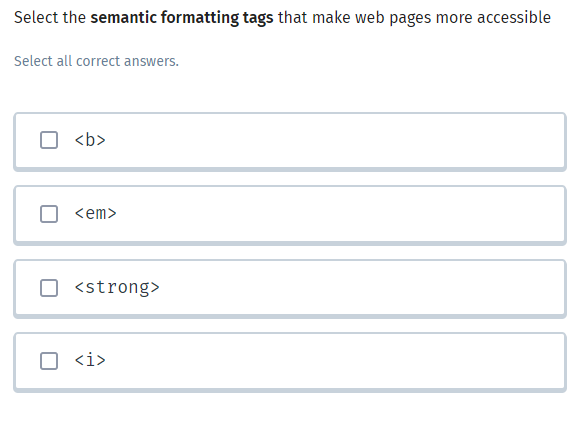 Select the semantic formatting tags that make web pages more accessible
Select all correct answers.
<b>
<em>
<strong>
<i>